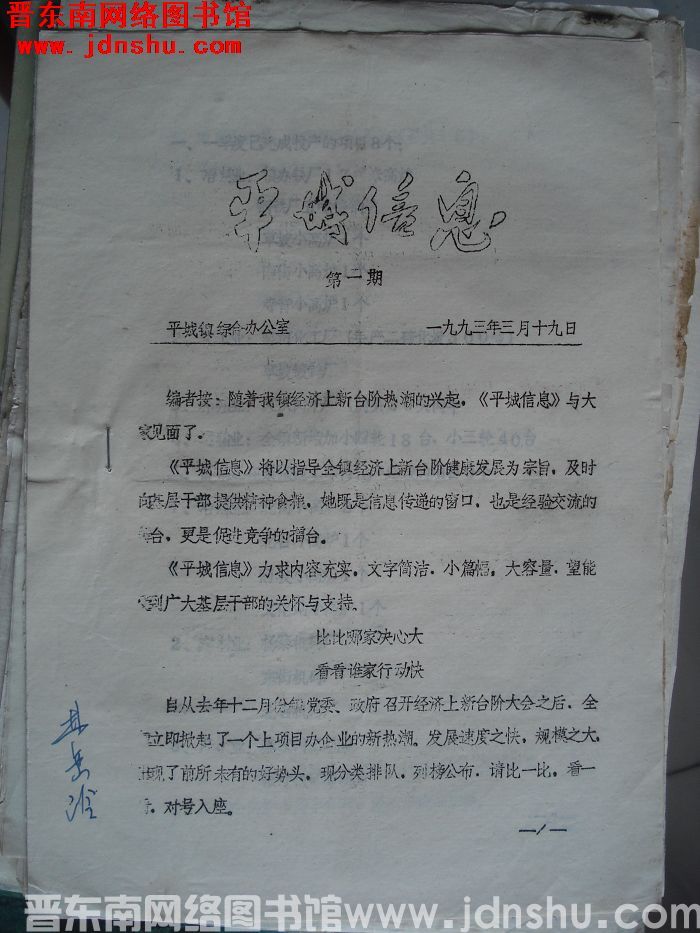 晋东南网络图书馆
www.jdnshu.com
平城信息
第一期
平城镇综合办公室 一九九三年三月十九日
编者按：随着我镇经济上新台阶热潮的兴起，《平城信息》与大
家见面了。
《平城信息》将以指导全镇经济上新台阶健康发展为宗旨，及时
向基层干部提供精神食粮，她既是信息传递的窗口，也是经验交流的
台，更是促进竞争的擂台。
《平城信息》力求内容充实，文字简洁，小篇幅，大容量，望能
得到广大基层干部的关怀与支持。
比比哪家决心大
看看谁家行动快
自从去年十二月份镇党委、政府召开经济上新台阶大会之后，全
立即掀起了一个上项目办企业的新热潮。发展速度之快，规模之大，
出现了前所未有的好势头，现分类排队，列榜公布，请比一比，看一
看，对号入座。
—1—
晋东南网络图书馆www.jdnshu.com